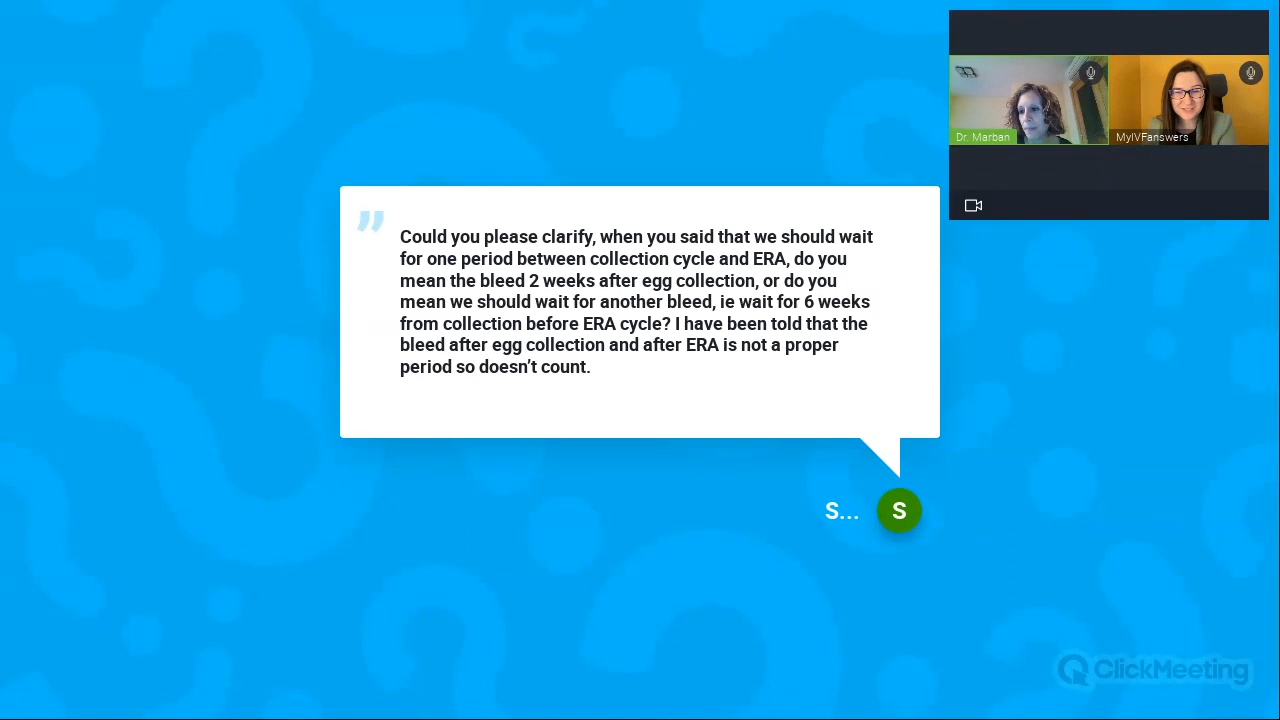 Dr. Marban
MyIVFanswers
Could you please clarify, when you said that we should wait
for one period between collection cycle and ERA, do you
mean the bleed 2 weeks after egg collection, or do you
mean we should wait for another bleed, ie wait for 6 weeks
from collection before ERA cycle? I have been told that the
bleed after egg collection and after ERA is not a proper
period so doesn’t count.
S...
S
ClickMeeting